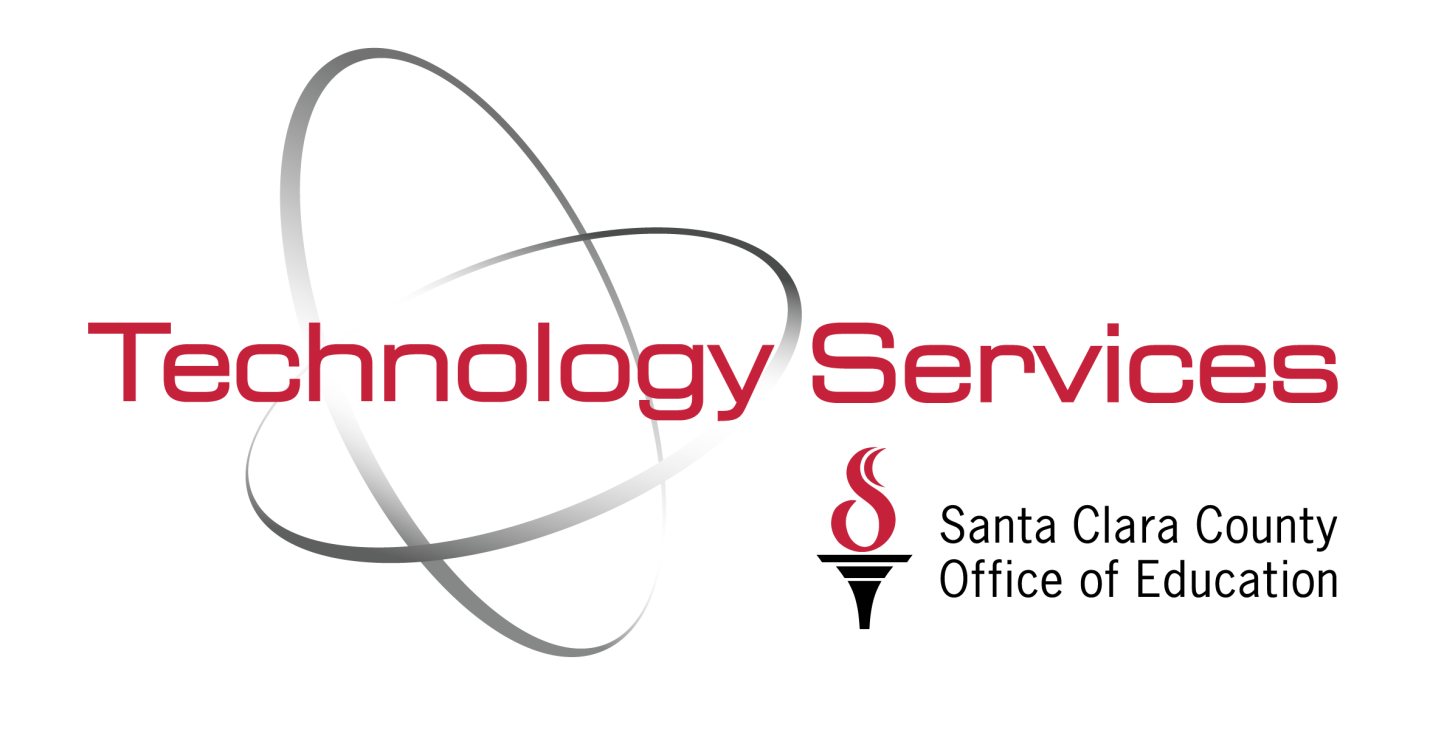 Technology Services
Santa Clara County
Office of Education